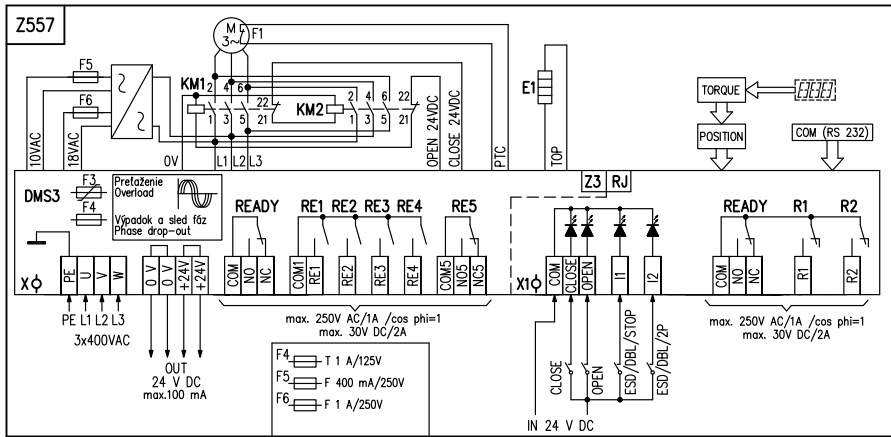 Z557
M
3~
F1
F5
F6
KM1
2 4 6
22
1 3 5
21
KM2
2 4 6
22
1 3 5
21
E1
TORQUE
POSITION
COM (RS 232)
10VAC
18VAC
0V
L1 L2 L3
OPEN 24VDC
CLOSE 24VDC
PTC
TOP
DMS3
F3
F4
Preťaženie
Overload
Výpadok a sled fáz
Phase drop-out
Z3 RJ
READY
RE1 RE2 RE3 RE4
RE5
READY
R1
R2
X
PE U V W
0 V
0 V
+24V
+24V
COM NO NC
COM1 RE1 RE2 RE3 RE4
COM5 NO5 NC5
X1
COM CLOSE OPEN I1 I2
COM NO NC
R1
R2
PE L1 L2 L3
3x400VAC
OUT
24 V DC
max.100 mA
max. 250V AC/1A /cos phi=1
max. 30V DC/2A
max. 250V AC/1A /cos phi=1
max. 30V DC/2A
F4 T 1 A/125V
F5 F 400 mA/250V
F6 F 1 A/250V
CLOSE
OPEN
ESD/DBL/STOP
ESD/DBL/2P
IN 24 V DC